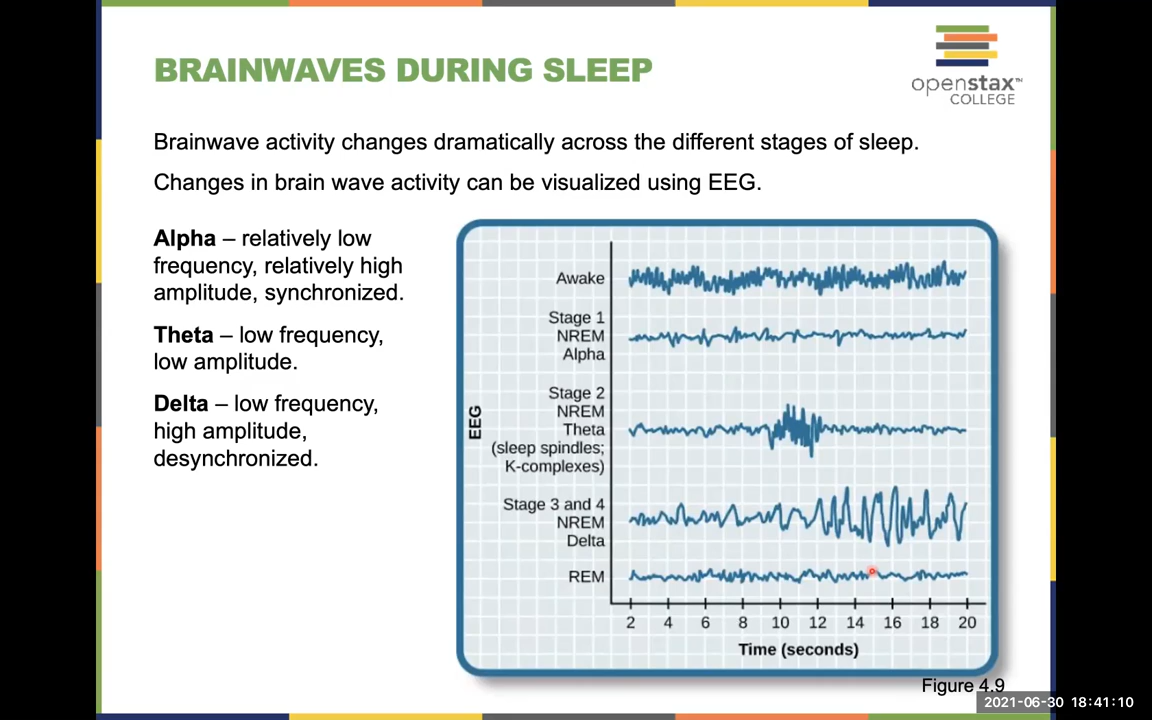 BRAINWAVES DURING SLEEP
openstax™
COLLEGE
Brainwave activity changes dramatically across the different stages of sleep.
Changes in brain wave activity can be visualized using EEG.
Alpha – relatively low
frequency, relatively high
amplitude, synchronized.
Theta – low frequency,
low amplitude.
Delta – low frequency,
high amplitude,
desynchronized.
EEG
Awake
Stage 1
NREM
Alpha
Stage 2
NREM
Theta
(sleep spindles;
K-complexes)
Stage 3 and 4
NREM
Delta
REM
2 4 6 8 10 12 14 16 18 20
Time (seconds)
Figure 4.9
2021-06-30 18:41:10